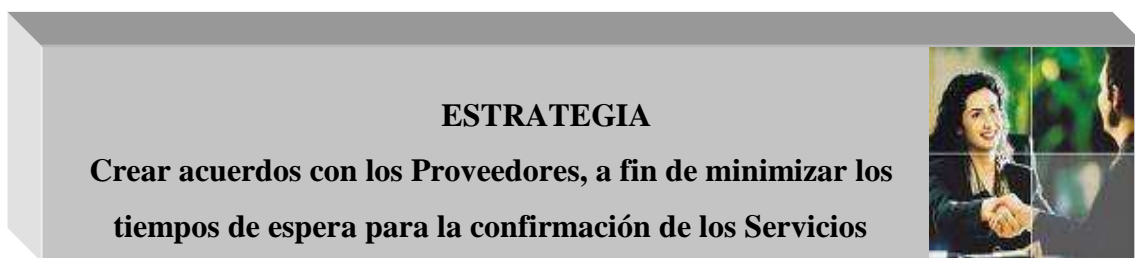 ESTRATEGIA
Crear acuerdos con los Proveedores, a fin de minimizar los
tiempos de espera para la confirmación de los Servicios